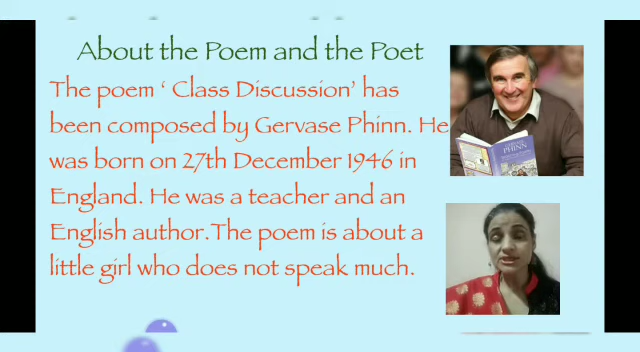 About the Poem and the Poet
The poem ‘ Class Discussion’ has
been composed by Gervase Phinn. He
was born on 27th December 1946 in
England. He was a teacher and an
English author.The poem is about a
little girl who does not speak much.
PHINN